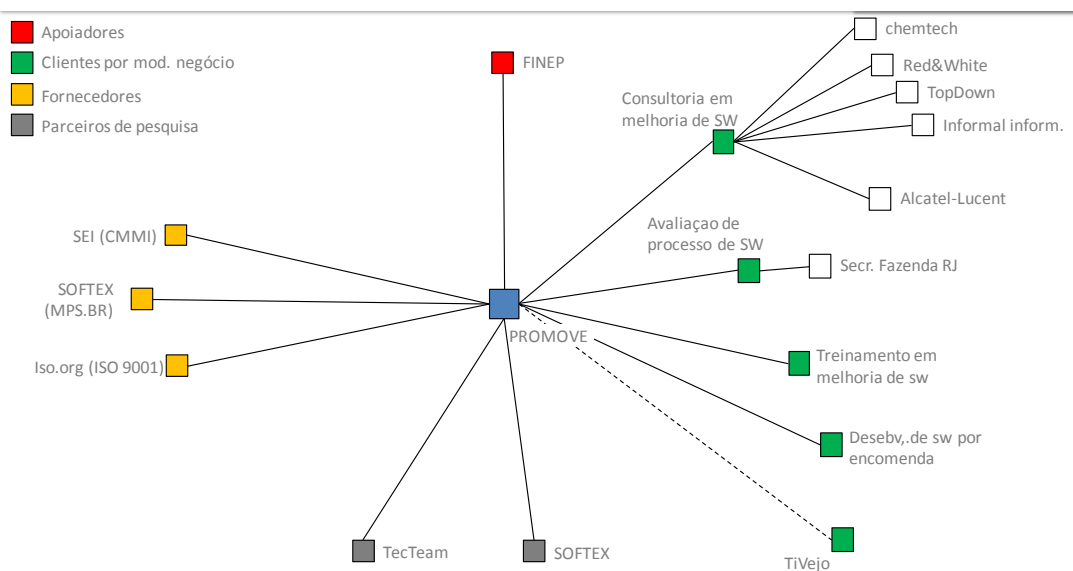 Apoiadores
Clientes por mod. negócio
Fornecedores
Parceiros de pesquisa
FINEP
chemtech
Red&White
TopDown
Informal inform.
Alcatel-Lucent
Consultoria em
melhoria de SW
Avaliaçao de
processo de SW
Secr. Fazenda RJ
SEI (CMMI)
SOFTEX
(MPS.BR)
Iso.org (ISO 9001)
PROMOVE
Treinamento em
melhoria de sw
Desebv,.de sw por
encomenda
TecTeam
SOFTEX
TiVejo